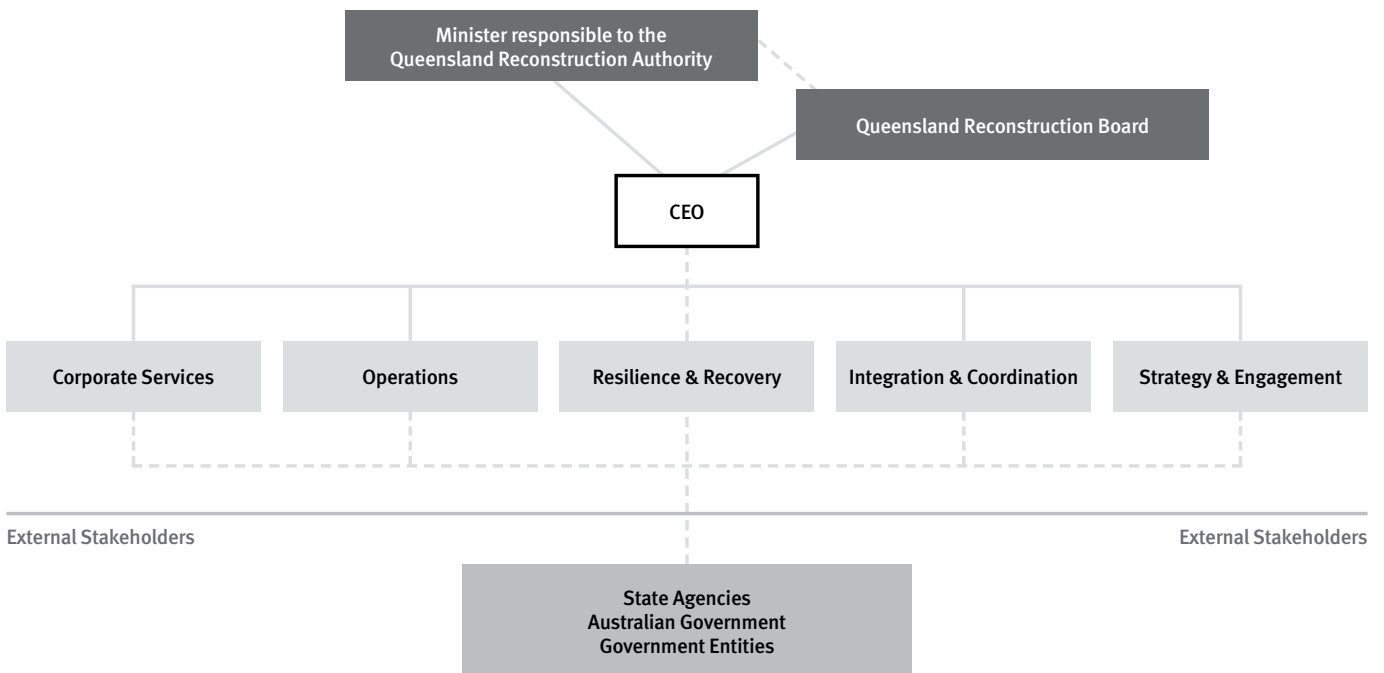 Minister responsible to the
Queensland Reconstruction Authority
Queensland Reconstruction Board
CEO
Corporate Services
Operations
Resilience & Recovery
Integration & Coordination
Strategy & Engagement
External Stakeholders
External Stakeholders
State Agencies
Australian Government
Government Entities